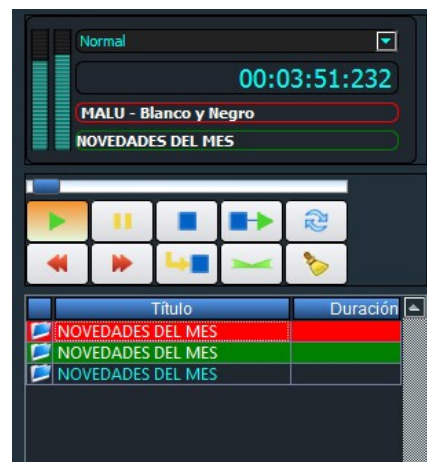 Normal
00:03:51:232
MALU - Blanco y Negro
NOVEDADES DEL MES
Título Duración
NOVEDADES DEL MES
NOVEDADES DEL MES
NOVEDADES DEL MES